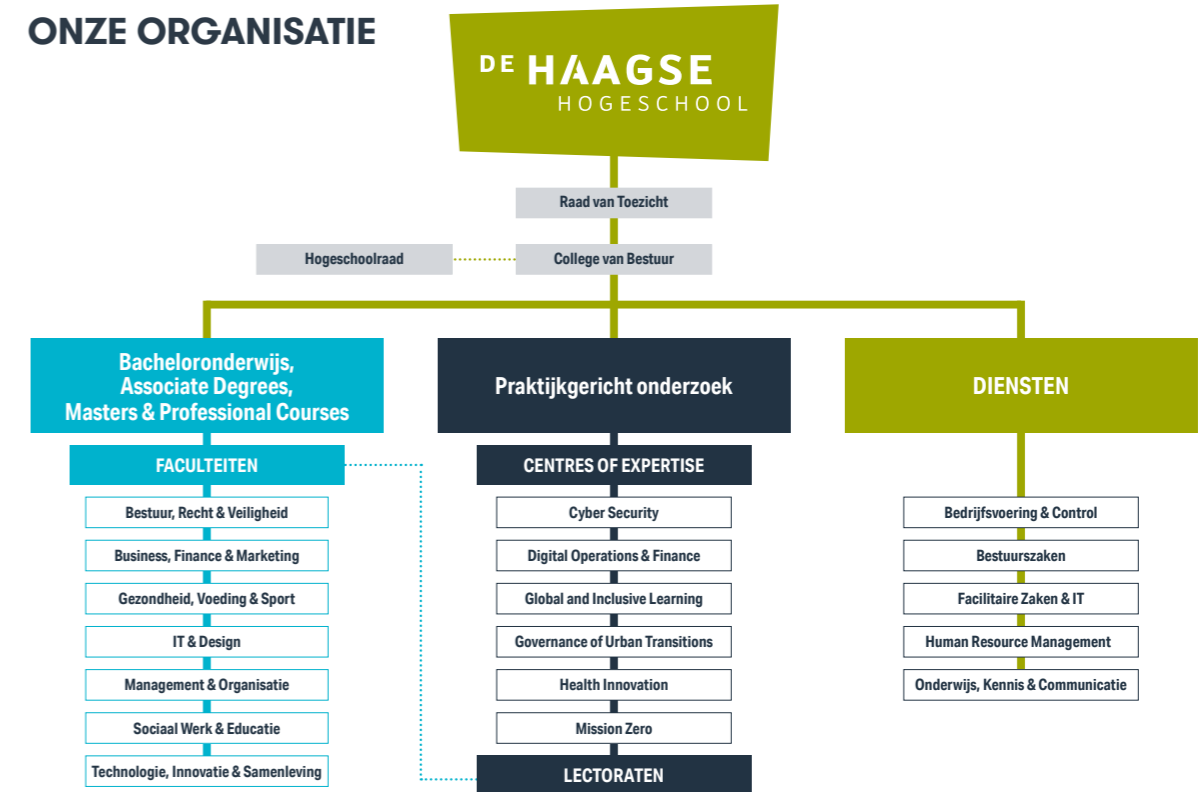 ONZE ORGANISATIE
DE HAAGSE
HOGESCHOOL
Raad van Toezicht
Hogeschoolraad
College van Bestuur
Bacheloronderwijs,
Associate Degrees,
Masters & Professional Courses
FACULTEITEN
Bestuur, Recht & Veiligheid
Business, Finance & Marketing
Gezondheid, Voeding & Sport
IT & Design
Management & Organisatie
Sociaal Werk & Educatie
Technologie, Innovatie & Samenleving
Praktijkgericht onderzoek
CENTRES OF EXPERTISE
Cyber Security
Digital Operations & Finance
Global and Inclusive Learning
Governance of Urban Transitions
Health Innovation
Mission Zero
LECTORATEN
DIENSTEN
Bedrijfsvoering & Control
Bestuurszaken
Facilitaire Zaken & IT
Human Resource Management
Onderwijs, Kennis & Communicatie